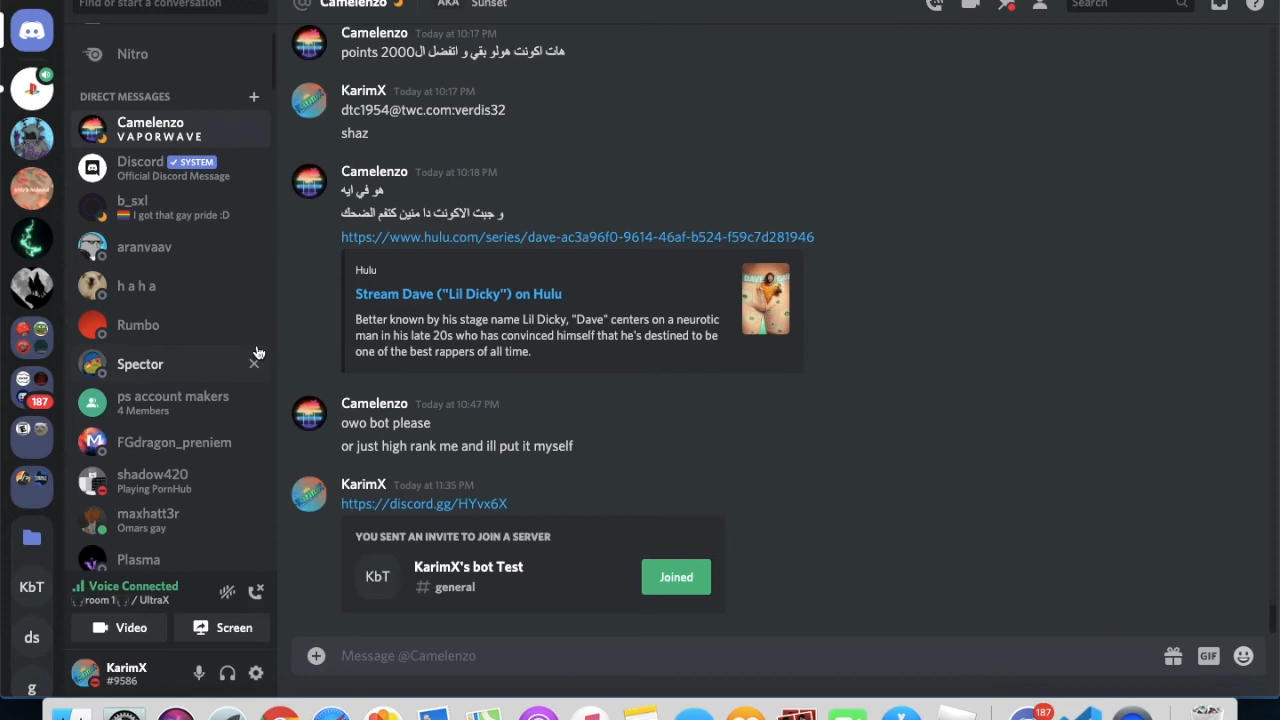 Find or start a conversation
Nitro
DIRECT MESSAGES
Camelenzo
VAPORWAVE
Discord ✓ SYSTEM
Official Discord Message
b_sxl
I got that gay pride :D
aranvaav
h a h a
Rumbo
Spector
ps account makers
4 Members
FGdragon_preniem
shadow420
Playing PornHub
maxhatt3r
Omars gay
Plasma
187
KbT
ds
g
Voice Connected
room 1 / UltraX
Video
Screen
KarimX
#9586
@ Camelenzo AKA Sunset
Search
Camelenzo Today at 10:17 PM
هات اكونت هولو بقي و اتفضل ال2000 points
KarimX Today at 10:17 PM
dtc1954@twc.com:verdis32
shaz
Camelenzo Today at 10:18 PM
هو في ايه
و جبت الاكونت دا منين كتقم الضحك
https://www.hulu.com/series/dave-ac3a96f0-9614-46af-b524-f59c7d281946
Hulu
Stream Dave ("Lil Dicky") on Hulu
Better known by his stage name Lil Dicky, "Dave" centers on a neurotic
man in his late 20s who has convinced himself that he's destined to be
one of the best rappers of all time.
Camelenzo Today at 10:47 PM
owo bot please
or just high rank me and ill put it myself
KarimX Today at 11:35 PM
https://discord.gg/HYvx6X
YOU SENT AN INVITE TO JOIN A SERVER
KbT
KarimX's bot Test
# general
Joined
Message @Camelenzo
GIF
187